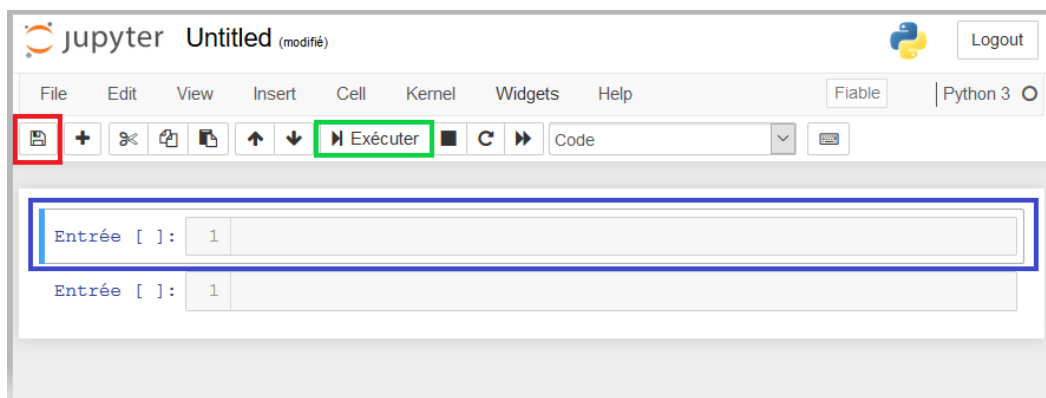 jupyter Untitled (modifié) Logout
File Edit View Insert Cell Kernel Widgets Help Fiable Python 3
Exécuter Code
Entrée [ ]: 1
Entrée [ ]: 1